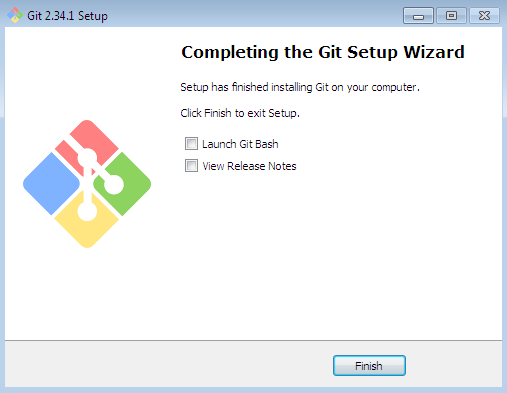 Git 2.34.1 Setup
Completing the Git Setup Wizard
Setup has finished installing Git on your computer.
Click Finish to exit Setup.
Launch Git Bash
View Release Notes
Finish